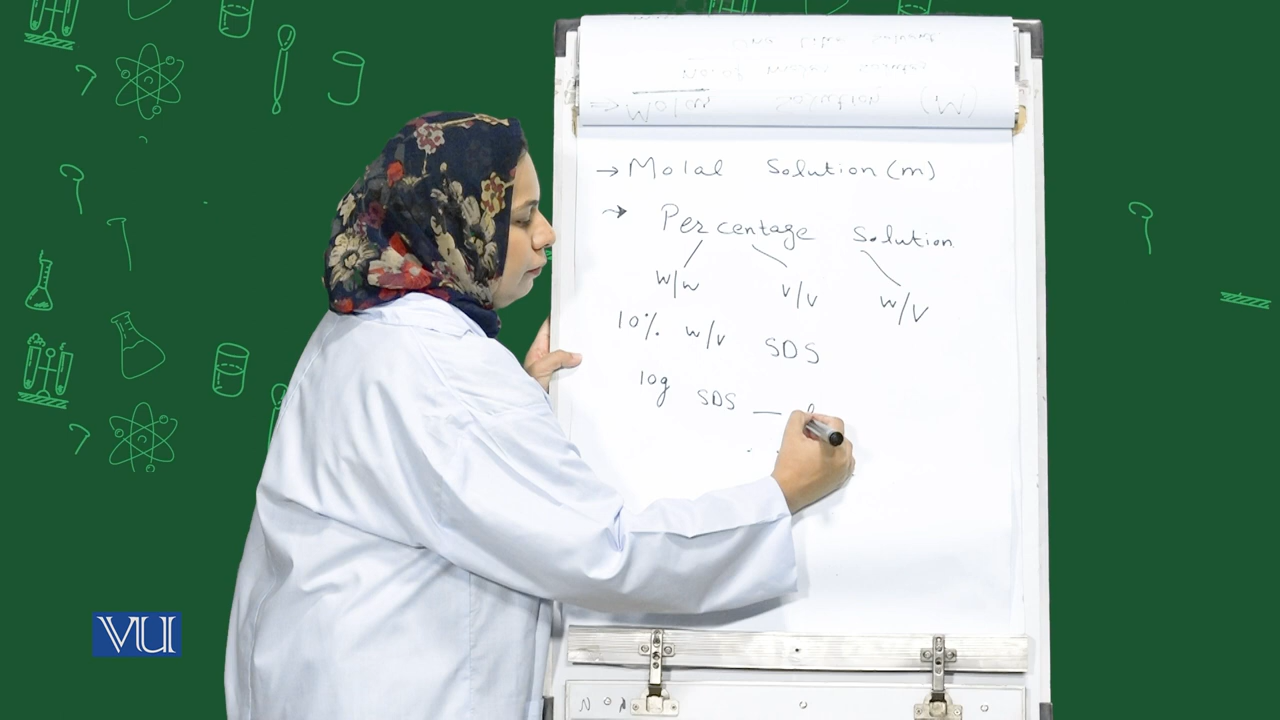 → Molal Solution (m)
→ Percentage Solution
w/w v/v w/v
10% w/v SDS
10g SDS —
VU